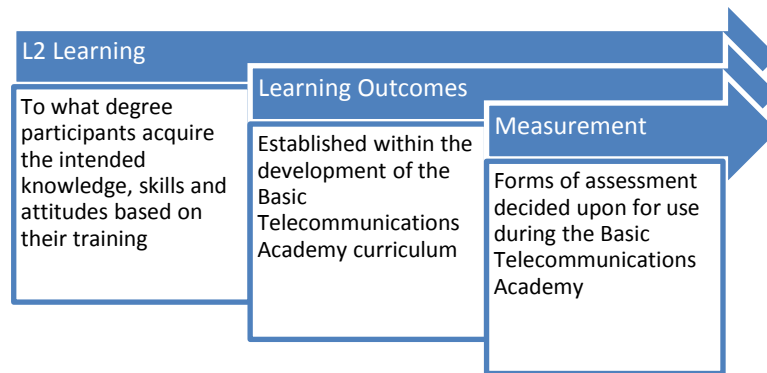 L2 Learning
To what degree
participants acquire
the intended
knowledge, skills and
attitudes based on
their training
Learning Outcomes
Established within the
development of the
Basic
Telecommunications
Academy curriculum
Measurement
Forms of assessment
decided upon for use
during the Basic
Telecommunications
Academy